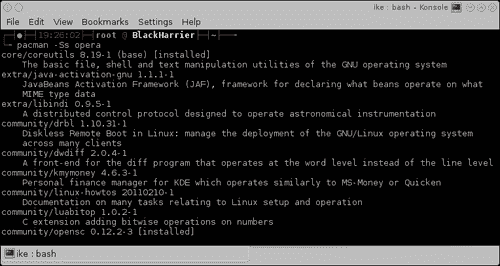 ike : bash - Konsole
File Edit View Bookmarks Settings Help
19:26:02 root @ BlackHarrier ~
pacman -Ss opera
core/coreutils 8.19-1 (base) [installed]
The basic file, shell and text manipulation utilities of the GNU operating system
extra/java-activation-gnu 1.1.1-1
JavaBeans Activation Framework (JAF), framework for declaring what beans operate on what
MIME type data
extra/libindi 0.9.5-1
A distributed control protocol designed to operate astronomical instrumentation
community/drbl 1.10.31-1
Diskless Remote Boot in Linux: manage the deployment of the GNU/Linux operating system
across many clients
community/dwdiff 2.0.4-1
A front-end for the diff program that operates at the word level instead of the line level
community/kmymoney 4.6.3-1
Personal finance manager for KDE which operates similarly to MS-Money or Quicken
community/linux-howtos 20110210-1
Documentation on many tasks relating to Linux setup and operation
community/luabitop 1.0.2-1
C extension adding bitwise operations on numbers
community/opensc 0.12.2-3 [installed]
ike : bash